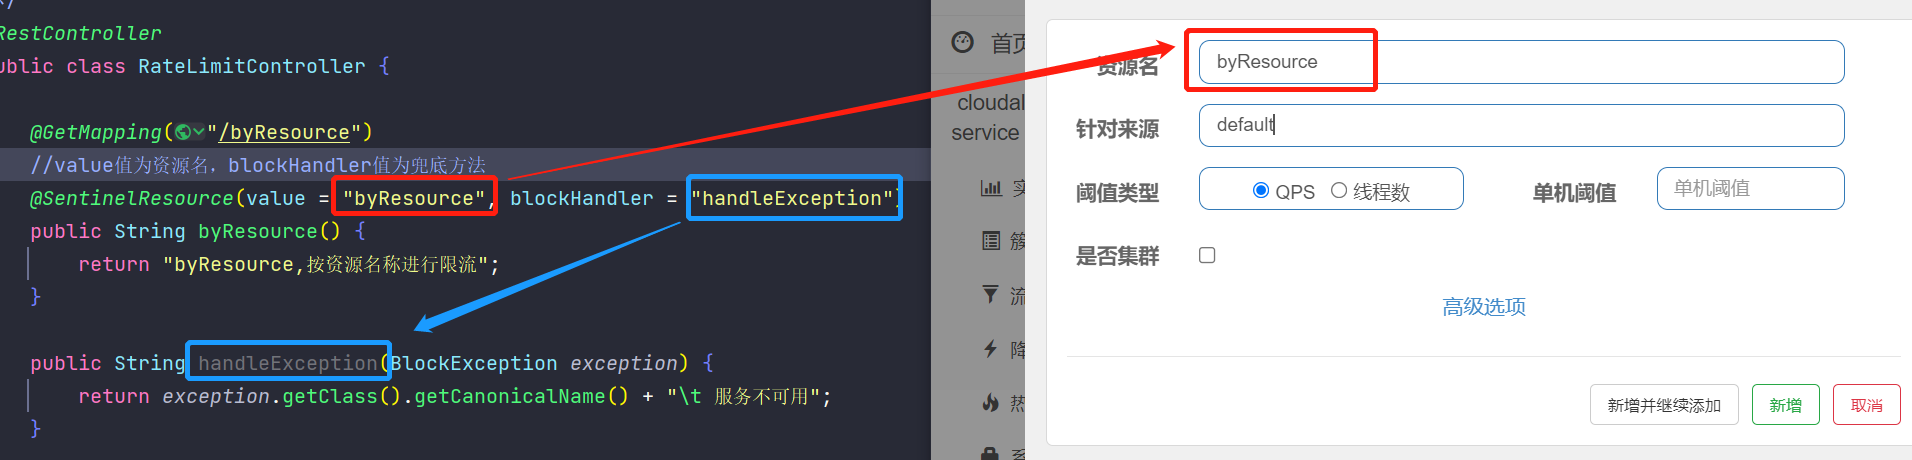 */
RestController
ublic class RateLimitController {
@GetMapping("/byResource")
//value值为资源名，blockHandler值为兜底方法
@SentinelResource(value = "byResource", blockHandler = "handleException")
public String byResource() {
return "byResource,按资源名称进行限流";
}
public String handleException(BlockException exception) {
return exception.getClass().getCanonicalName() + "\t 服务不可用";
}
首页
cloudal
service
实
簇
流
降
热
系
资源名 byResource
针对来源 default
阈值类型 QPS 线程数 单机阈值 单机阈值
是否集群
高级选项
新增并继续添加 新增 取消